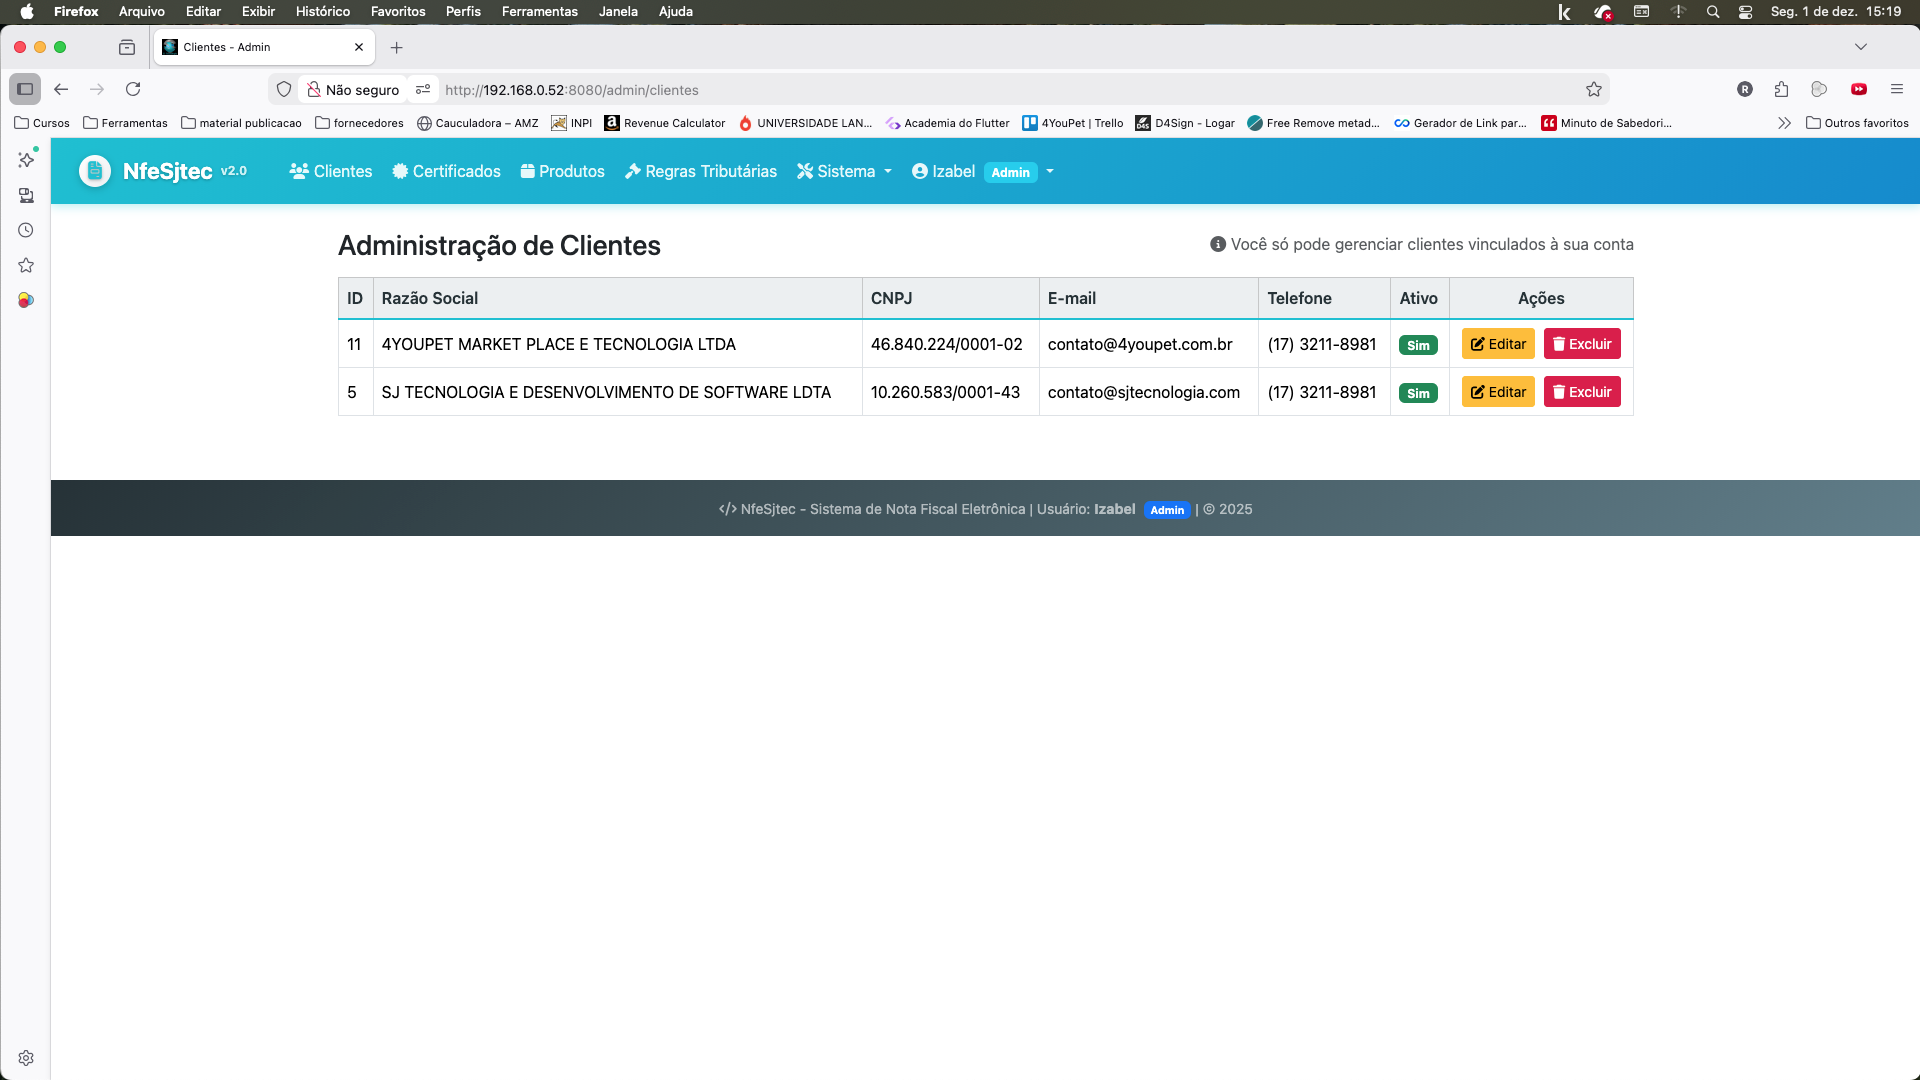 Firefox Arquivo Editar Exibir Histórico Favoritos Perfis Ferramentas Janela Ajuda Seg. 1 de dez. 15:19
Clientes - Admin
Não seguro http://192.168.0.52:8080/admin/clientes
Cursos Ferramentas material publicacao fornecedores Cauculadora – AMZ INPI Revenue Calculator UNIVERSIDADE LAN... Academia do Flutter 4YouPet | Trello D4Sign - Logar Free Remove metad... Gerador de Link par... Minuto de Sabedori... Outros favoritos
NfeSjtec v2.0 Clientes Certificados Produtos Regras Tributárias Sistema Izabel Admin
Administração de Clientes Você só pode gerenciar clientes vinculados à sua conta
ID Razão Social CNPJ E-mail Telefone Ativo Ações
11 4YOUPET MARKET PLACE E TECNOLOGIA LTDA 46.840.224/0001-02 contato@4youpet.com.br (17) 3211-8981 Sim Editar Excluir
5 SJ TECNOLOGIA E DESENVOLVIMENTO DE SOFTWARE LDTA 10.260.583/0001-43 contato@sjtecnologia.com (17) 3211-8981 Sim Editar Excluir
</> NfeSjtec - Sistema de Nota Fiscal Eletrônica | Usuário: Izabel Admin | © 2025